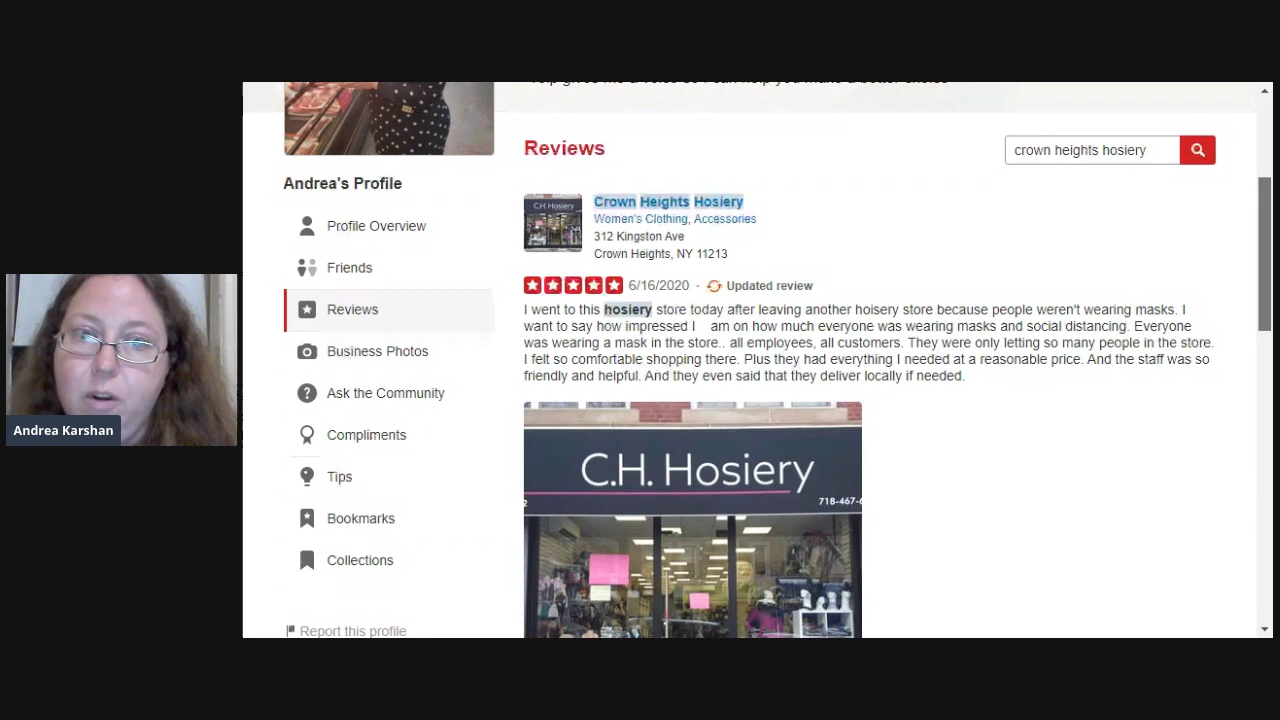 crown heights hosiery
Reviews
Andrea's Profile
Profile Overview
Friends
Reviews
Business Photos
Ask the Community
Compliments
Tips
Bookmarks
Collections
Report this profile
C.H. Hosiery
Crown Heights Hosiery
Women's Clothing, Accessories
312 Kingston Ave
Crown Heights, NY 11213
6/16/2020 · Updated review
I went to this hosiery store today after leaving another hoisery store because people weren't wearing masks. I
want to say how impressed I am on how much everyone was wearing masks and social distancing. Everyone
was wearing a mask in the store.. all employees, all customers. They were only letting so many people in the store.
I felt so comfortable shopping there. Plus they had everything I needed at a reasonable price. And the staff was so
friendly and helpful. And they even said that they deliver locally if needed.
C.H. Hosiery
718-467-
Andrea Karshan